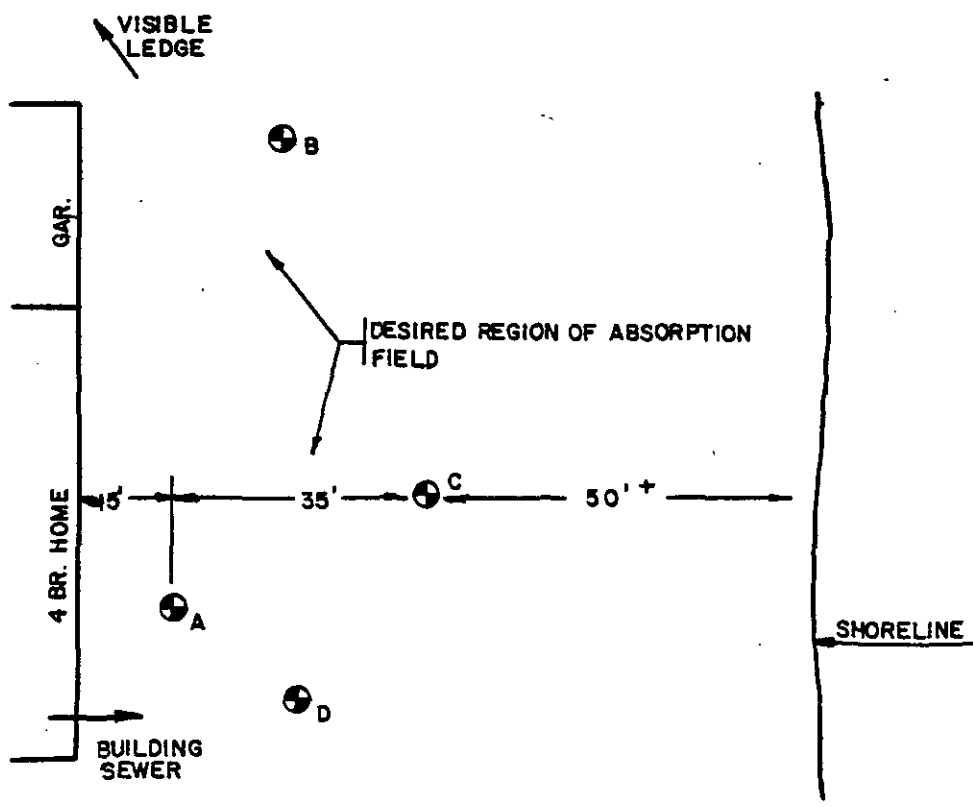 VISIBLE
LEDGE
B
GAR.
DESIRED REGION OF ABSORPTION
FIELD
15'
35'
C
50'+
4 BR. HOME
A
SHORELINE
D
BUILDING
SEWER